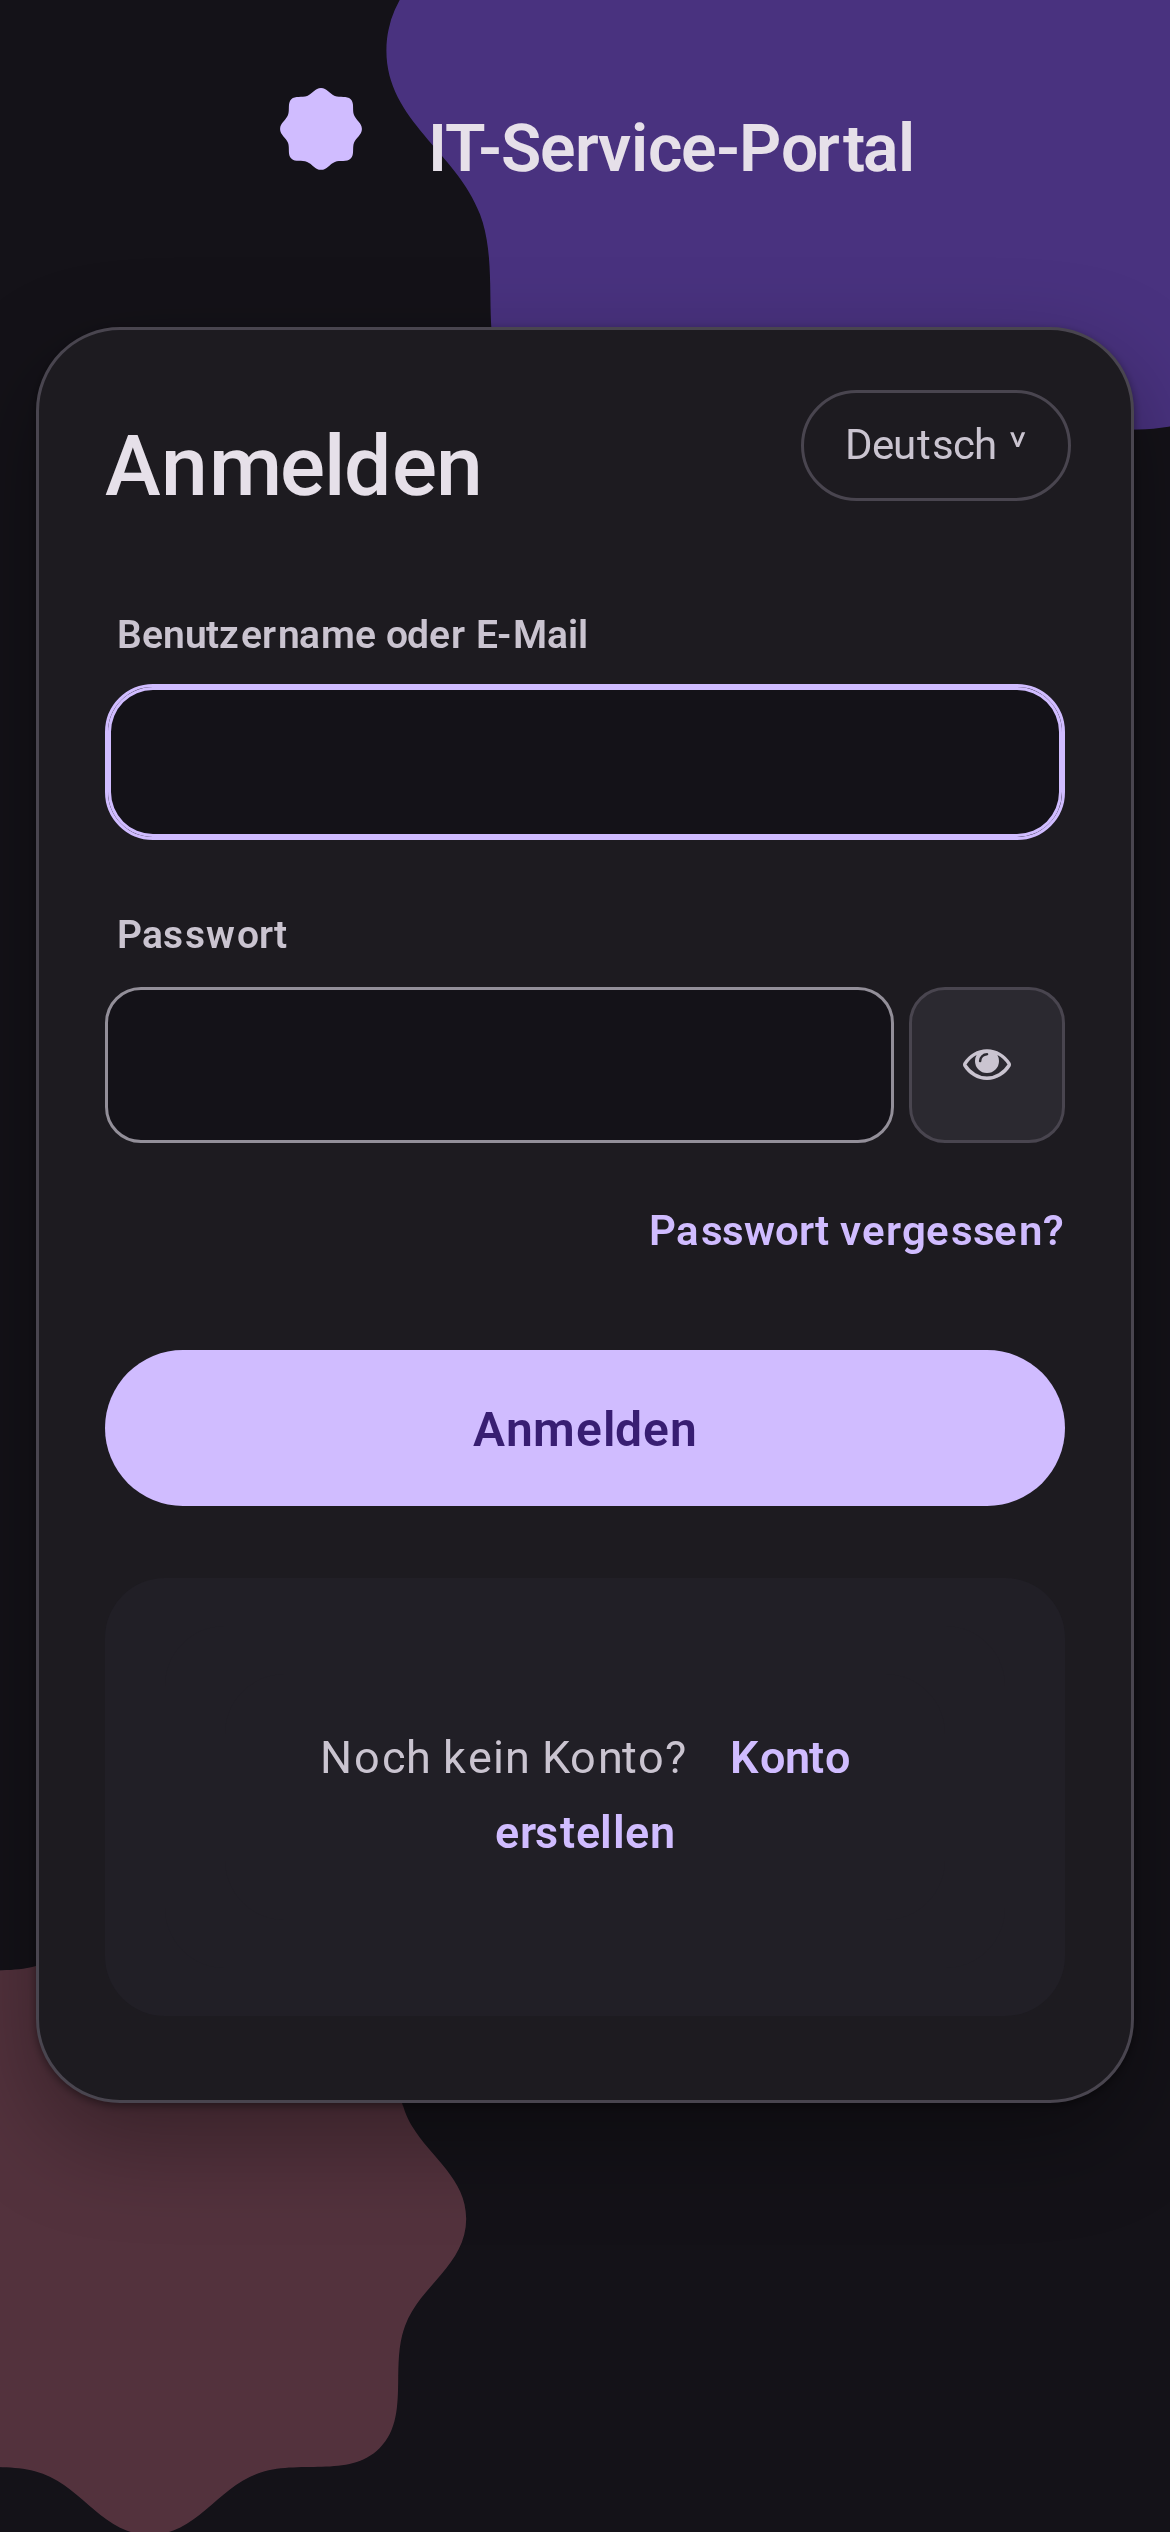 IT-Service-Portal
Anmelden
Deutsch ˅
Benutzername oder E-Mail
Passwort
Passwort vergessen?
Anmelden
Noch kein Konto? Konto
erstellen